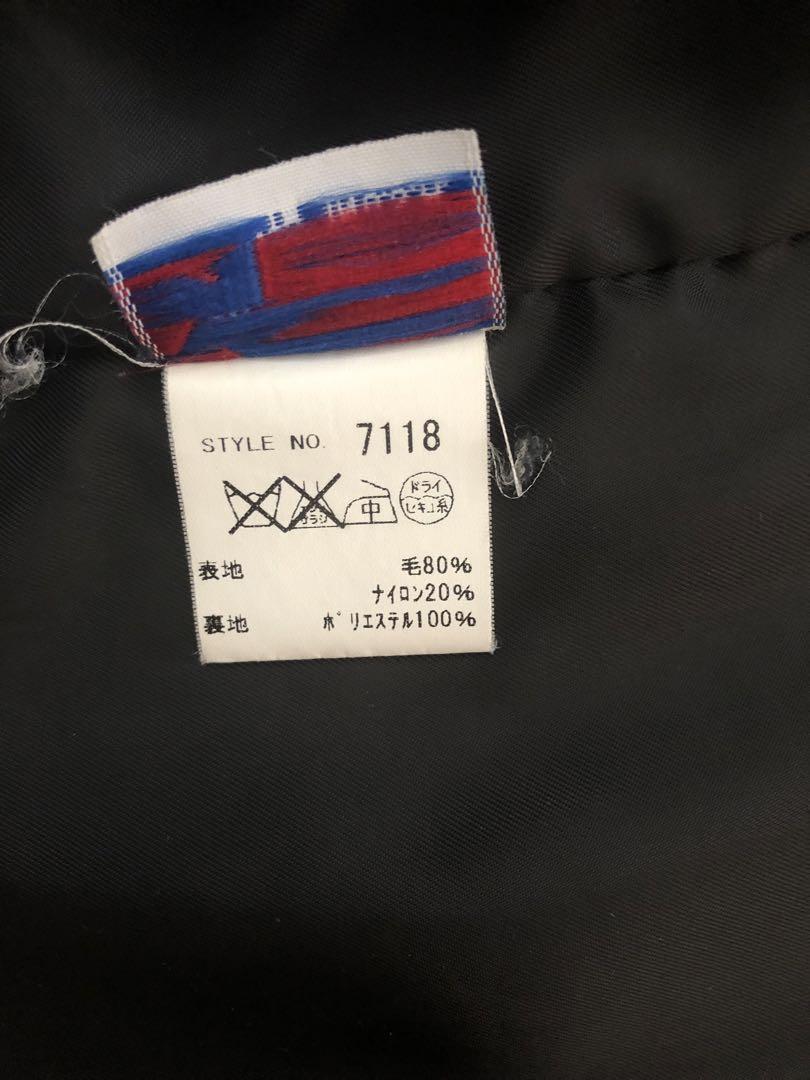 STYLE NO. 7118
中 ドライ セキユ系
表地 毛80%
ナイロン20%
裏地 ポリエステル100%